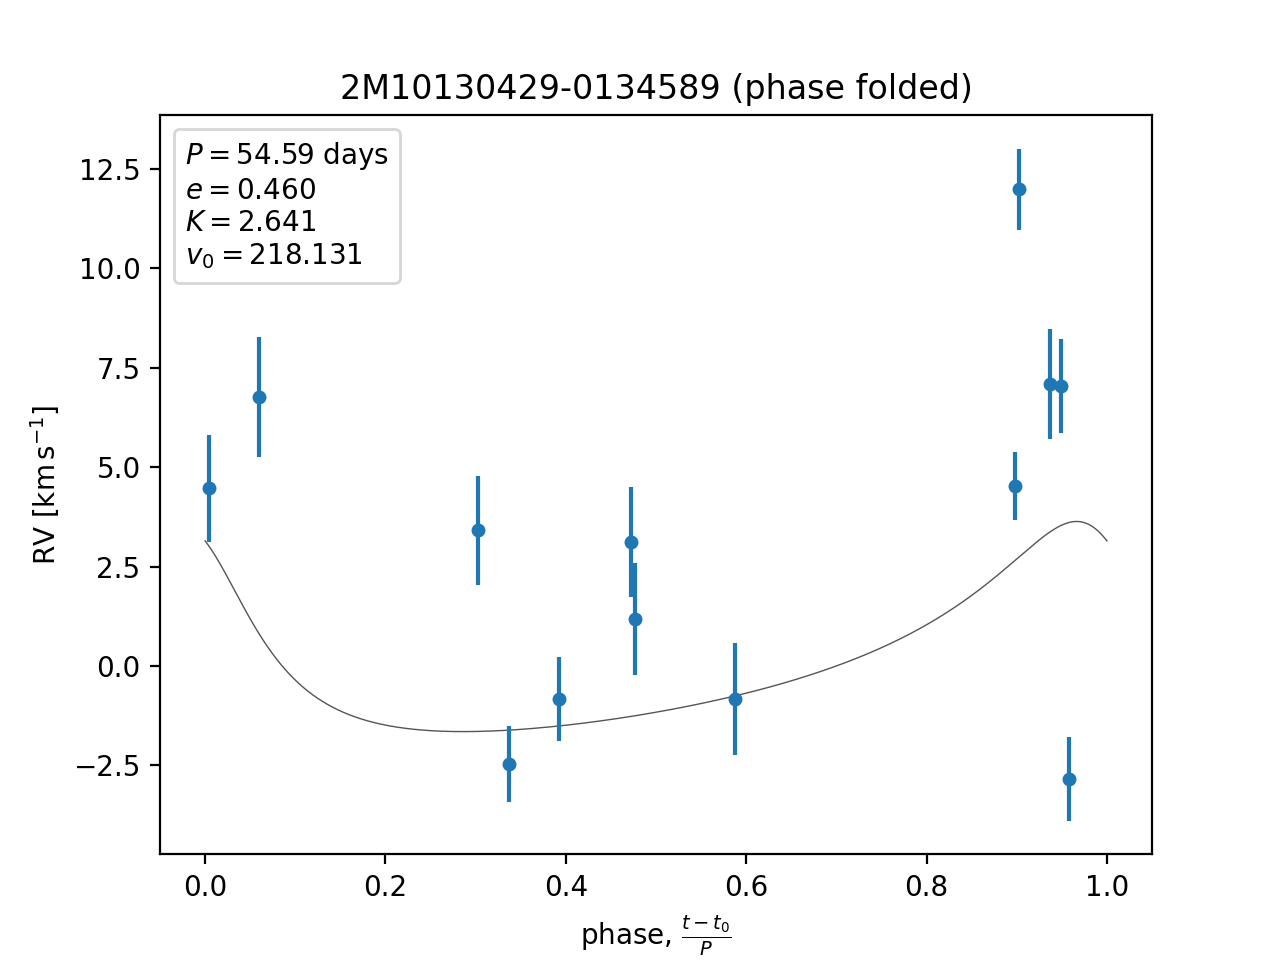 2M10130429-0134589 (phase folded)
P = 54.59 days
e = 0.460
K = 2.641
v₀ = 218.131
12.5
10.0
7.5
5.0
2.5
0.0
−2.5
RV [km s⁻¹]
0.0 0.2 0.4 0.6 0.8 1.0
phase, (t − t₀)/P